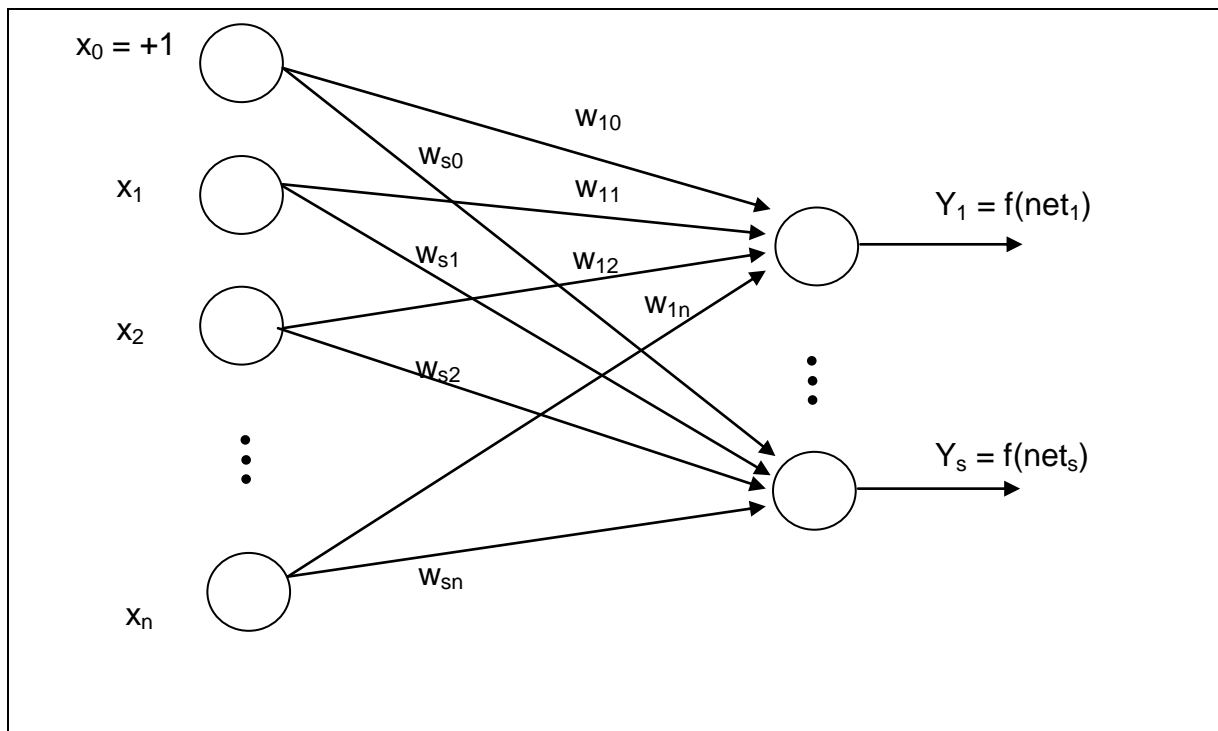 x₀ = +1
w₁₀
wₛ₀
x₁
w₁₁
Y₁ = f(net₁)
wₛ₁
w₁₂
w₁ₙ
x₂
wₛ₂
Yₛ = f(netₛ)
wₛₙ
xₙ